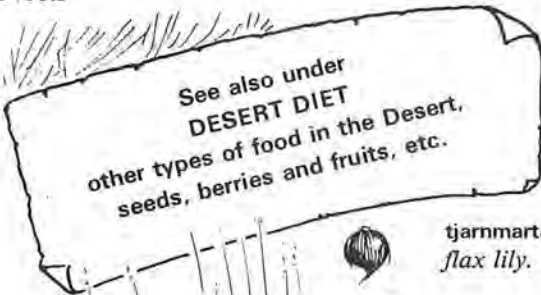 See also under
DESERT DIET
other types of food in the Desert,
seeds, berries and fruits, etc.
tjarnmart
flax lily.